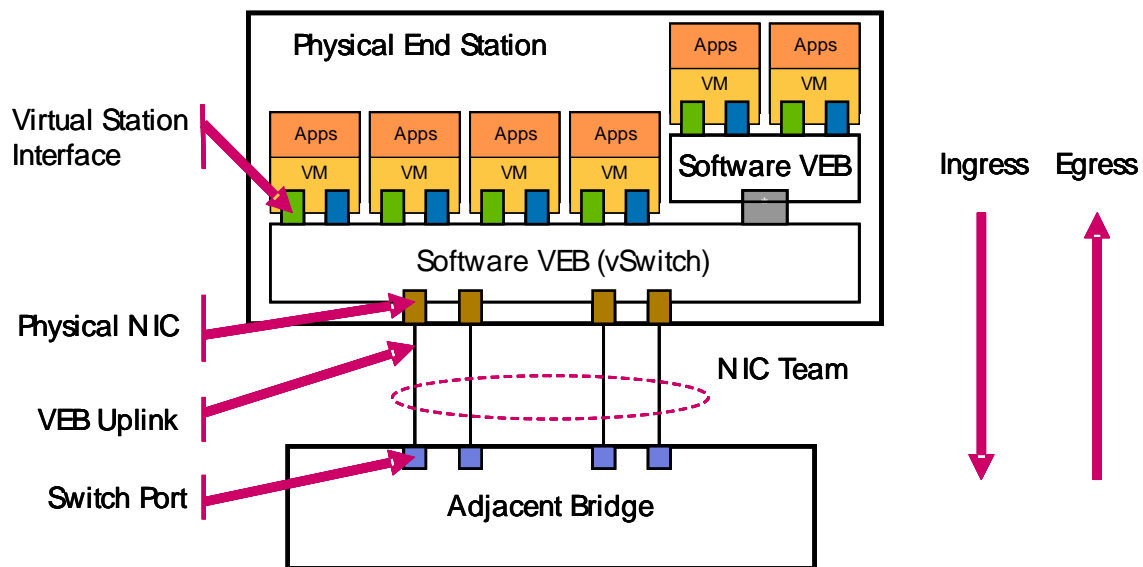 Physical End Station
Apps
Apps
VM
VM
Virtual Station
Interface
Apps
Apps
Apps
Apps
VM
VM
VM
VM
Software VEB
*
Ingress
Egress
Software VEB (vSwitch)
Physical NIC
NIC Team
VEB Uplink
Switch Port
Adjacent Bridge